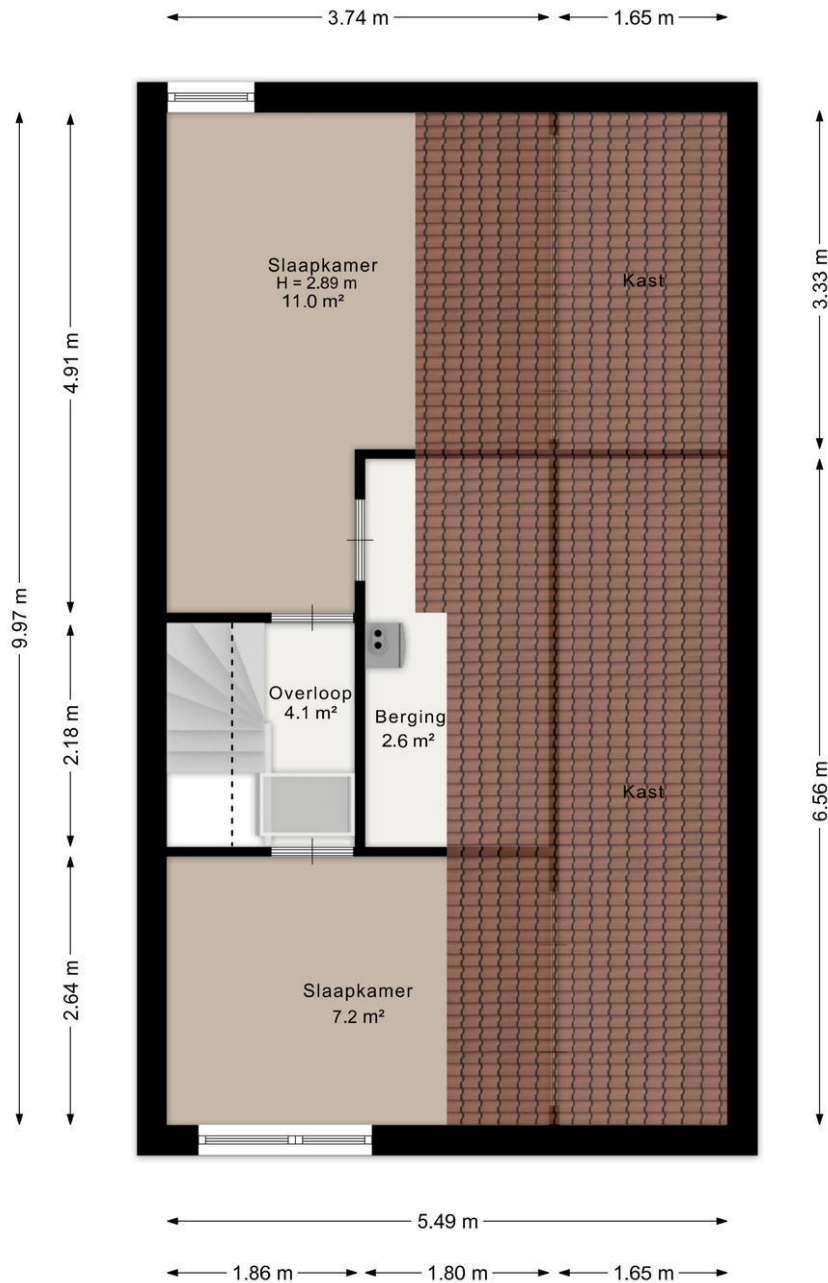 3.74 m
1.65 m
Slaapkamer
H = 2.89 m
11.0 m²
Kast
3.33 m
4.91 m
9.97 m
Overloop
4.1 m²
2.18 m
Berging
2.6 m²
Kast
6.56 m
Slaapkamer
7.2 m²
2.64 m
5.49 m
1.86 m
1.80 m
1.65 m